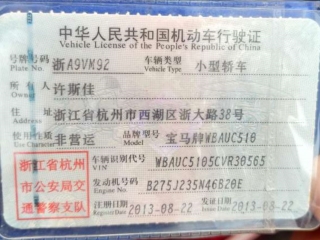 中华人民共和国机动车行驶证
Vehicle License of the People's Republic of China
号牌号码 浙A9VM92 车辆类型 小型轿车
Plate No. Vehicle Type
所有人 许斯佳
Owner
住址 浙江省杭州市西湖区浙大路38号
Address
使用性质 非营运 品牌型号 宝马牌WBAUC510
Use Character Model
浙江省杭州市公安局交通警察支队
车辆识别代号 WBAUC5105CVR30565
VIN
发动机号码 B275J235N46B20E
Engine No.
注册日期 2013-08-22 发证日期 2013-08-22
Register Date Issue Date